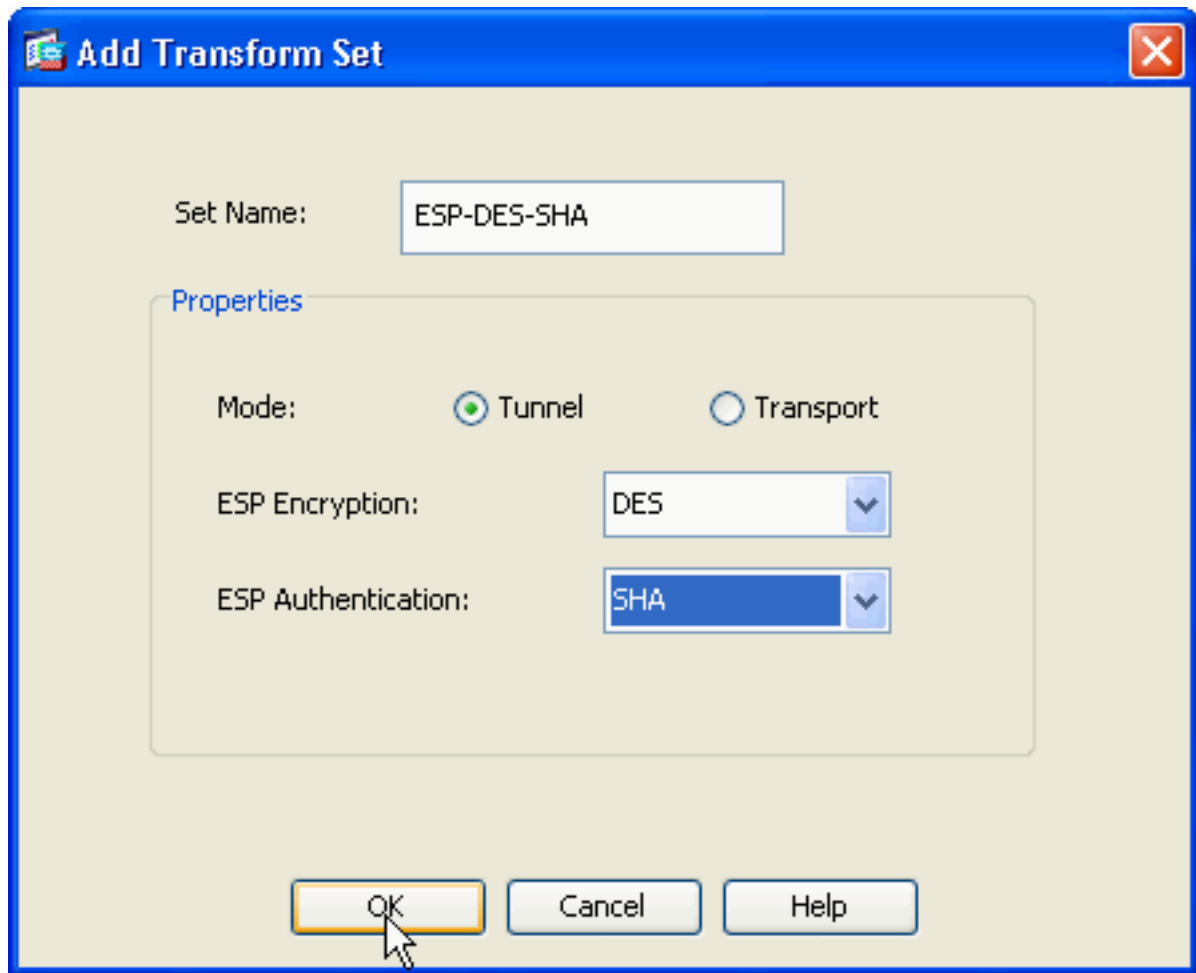 Add Transform Set
Set Name: ESP-DES-SHA
Properties
Mode: Tunnel Transport
ESP Encryption: DES
ESP Authentication: SHA
OK Cancel Help